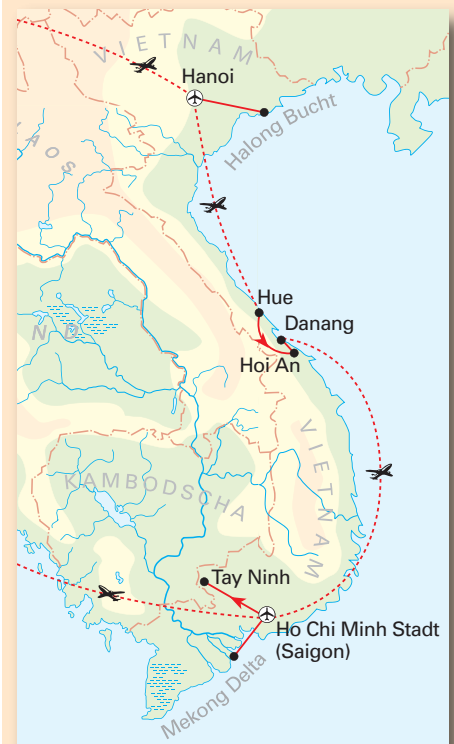 VIETNAM
Hanoi
Halong Bucht
LAOS
Hue
Danang
N D
Hoi An
VIETNAM
KAMBODSCHA
Tay Ninh
Ho Chi Minh Stadt
(Saigon)
Mekong Delta